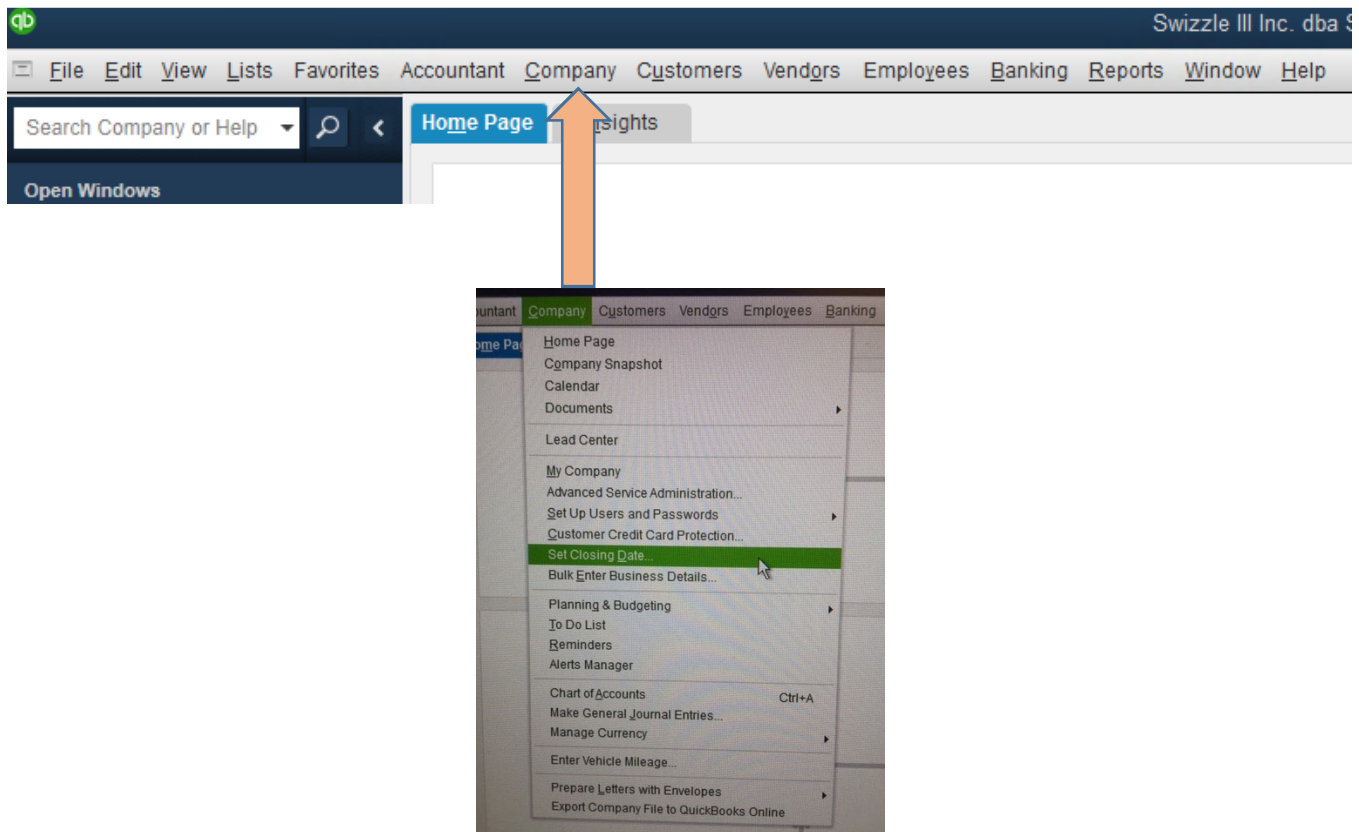 qb
Swizzle III Inc. dba S
File Edit View Lists Favorites Accountant Company Customers Vendors Employees Banking Reports Window Help
Search Company or Help
Home Page sights
Open Windows
ountant Company Customers Vendors Employees Banking
ome Pa
Home Page
Company Snapshot
Calendar
Documents
Lead Center
My Company
Advanced Service Administration...
Set Up Users and Passwords
Customer Credit Card Protection...
Set Closing Date...
Bulk Enter Business Details...
Planning & Budgeting
To Do List
Reminders
Alerts Manager
Chart of Accounts Ctrl+A
Make General Journal Entries...
Manage Currency
Enter Vehicle Mileage...
Prepare Letters with Envelopes
Export Company File to QuickBooks Online